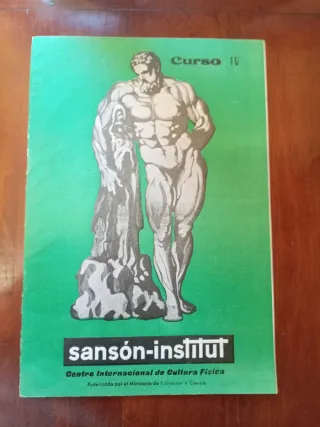 Curso IV
sansón-institut
Centro Internacional de Cultura Física
Autorizado por el Ministerio de Educación y Ciencia